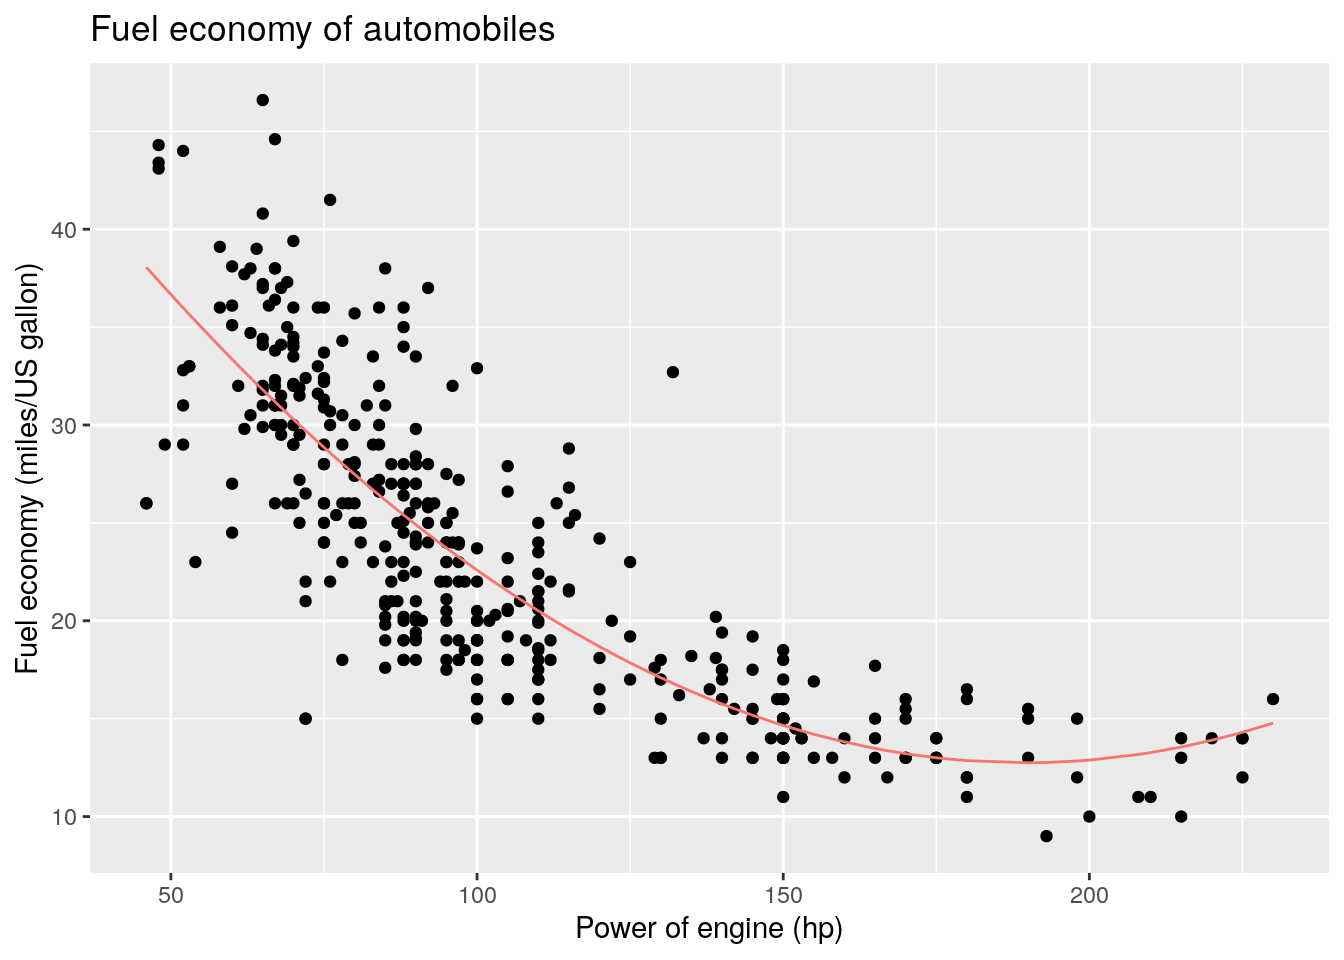 Fuel economy of automobiles
Fuel economy (miles/US gallon)
40
30
20
10
50 100 150 200
Power of engine (hp)